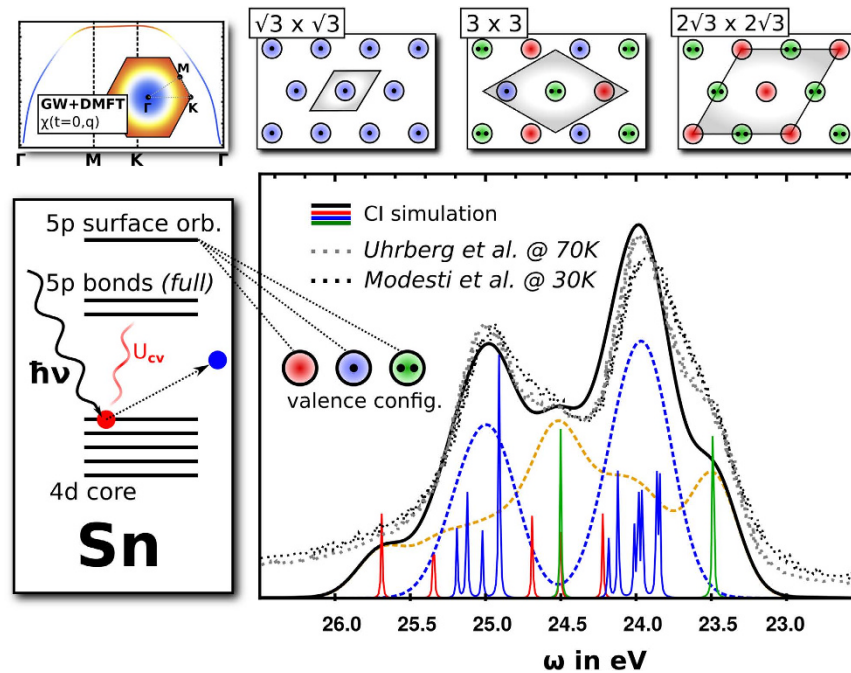 √3 x √3
3 x 3
2√3 x 2√3
GW+DMFT
χ(t=0,q)
M
Γ
K
Γ M K Γ
5p surface orb.
5p bonds (full)
ħν
Ucv
4d core
Sn
CI simulation
Uhrberg et al. @ 70K
Modesti et al. @ 30K
valence config.
26.0 25.5 25.0 24.5 24.0 23.5 23.0
ω in eV